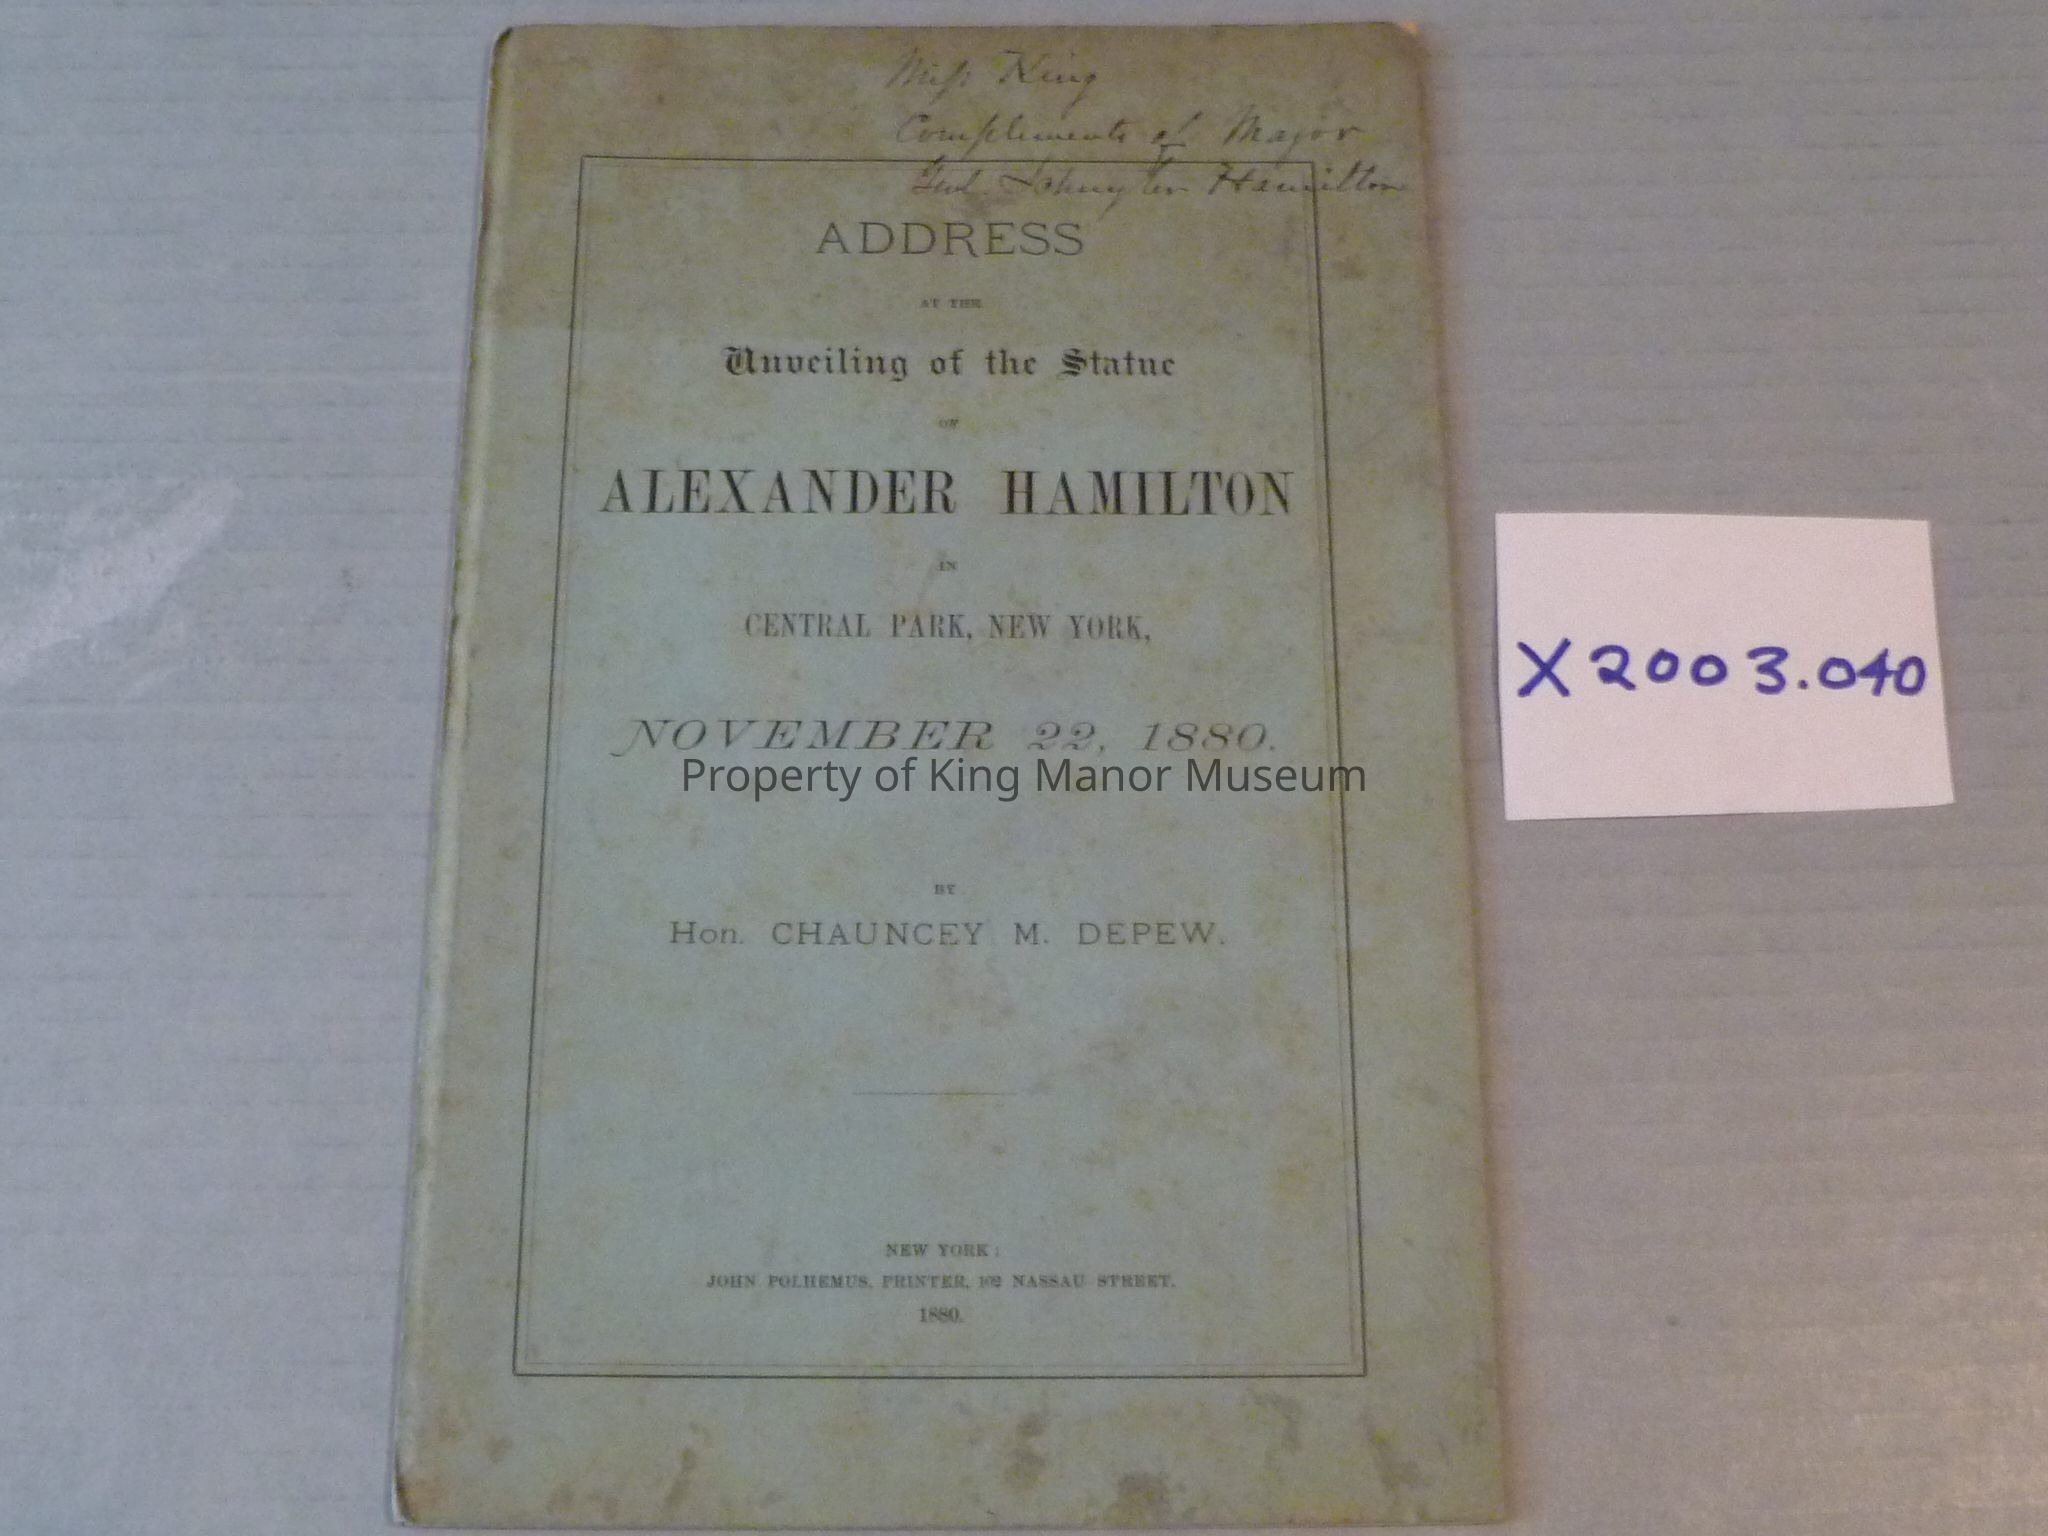 Miss King
Complements of Major
Genl. Schuyler Hamilton
ADDRESS
AT THE
Unveiling of the Statue
OF
ALEXANDER HAMILTON
IN
CENTRAL PARK, NEW YORK,
NOVEMBER 22, 1880.
Property of King Manor Museum
BY
Hon. CHAUNCEY M. DEPEW.
NEW YORK:
JOHN POLHEMUS, PRINTER, 102 NASSAU STREET.
1880.
X2003.040